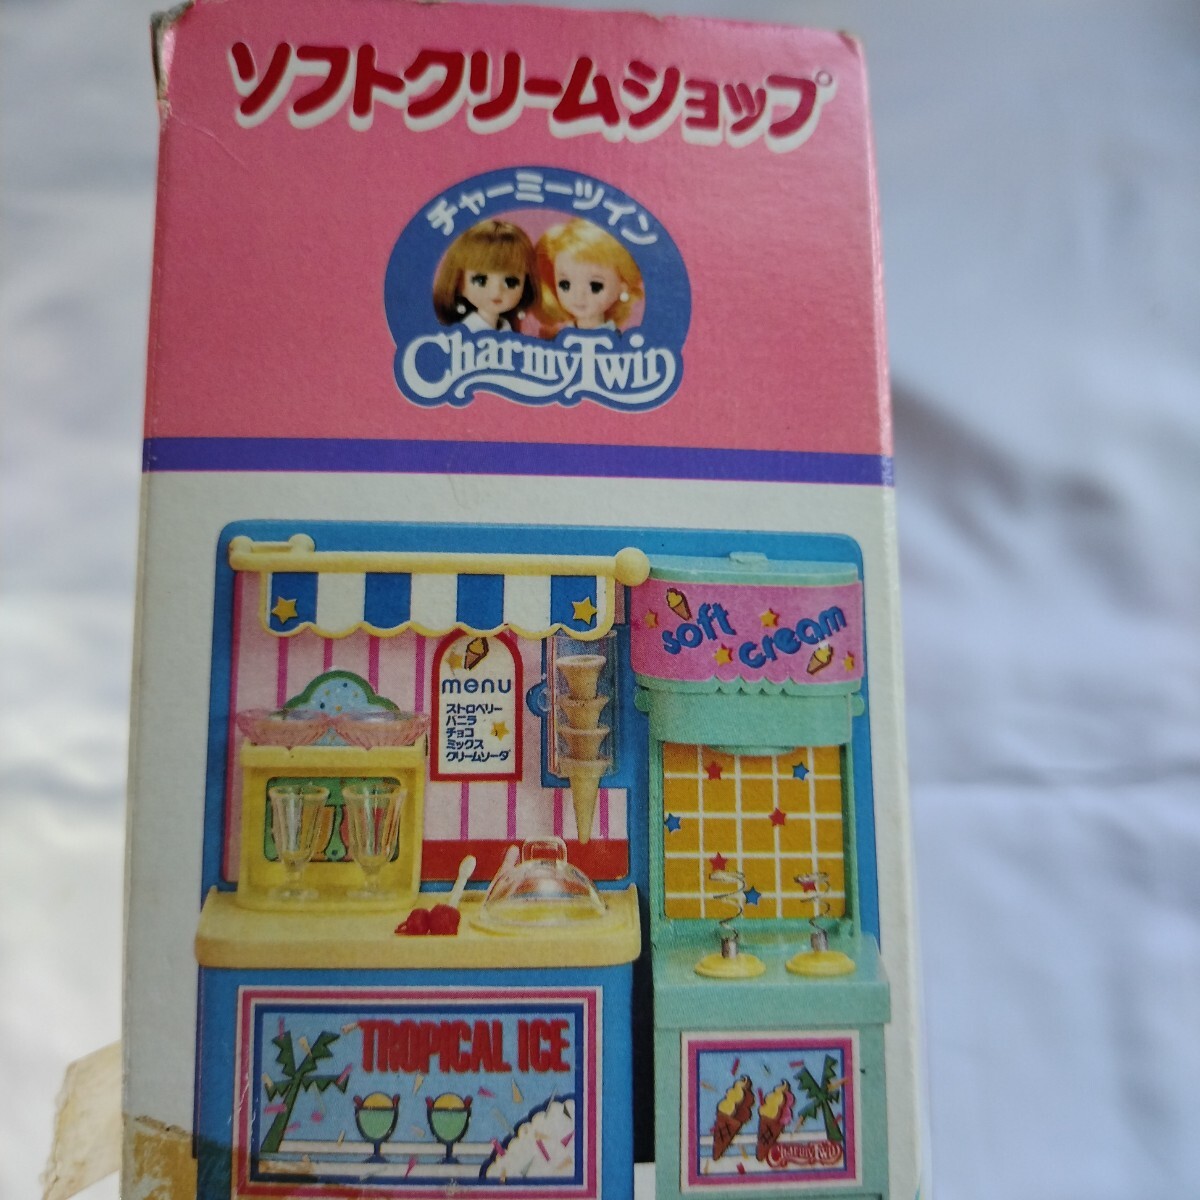 ソフトクリームショップ
チャーミーツイン
CharmyTwin
soft
cream
menu
ストロベリー
バニラ
チョコ
ミックス
クリームソーダ
TROPICAL ICE
CharmyTwin